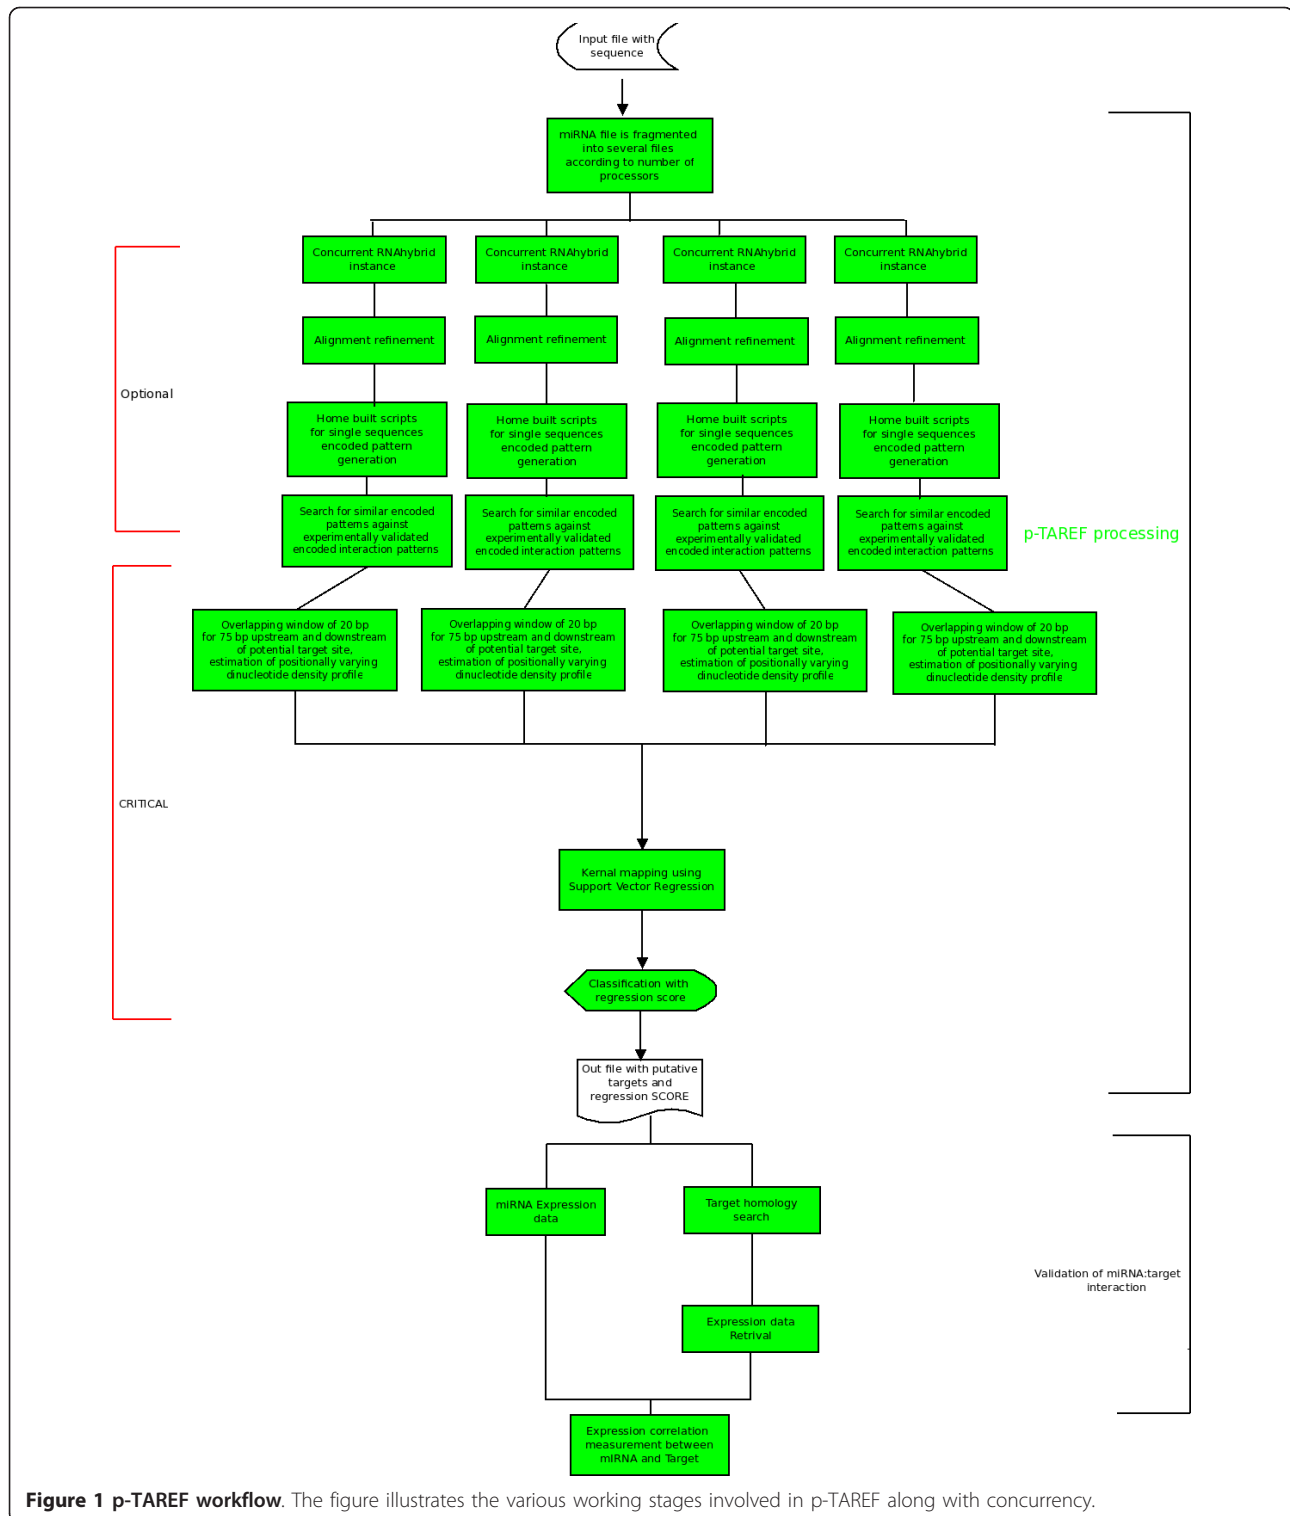 Input file with
sequence
miRNA file is fragmented
into several files
according to number of
processors
Concurrent RNAhybrid
instance
Concurrent RNAhybrid
instance
Concurrent RNAhybrid
instance
Concurrent RNAhybrid
instance
Alignment refinement
Alignment refinement
Alignment refinement
Alignment refinement
Optional
Home built scripts
for single sequences
encoded pattern
generation
Home built scripts
for single sequences
encoded pattern
generation
Home built scripts
for single sequences
encoded pattern
generation
Home built scripts
for single sequences
encoded pattern
generation
Search for similar encoded
patterns against
experimentally validated
encoded interaction patterns
Search for similar encoded
patterns against
experimentally validated
encoded interaction patterns
Search for similar encoded
patterns against
experimentally validated
encoded interaction patterns
Search for similar encoded
patterns against
experimentally validated
encoded interaction patterns
p-TAREF processing
Overlapping window of 20 bp
for 75 bp upstream and downstream
of potential target site,
estimation of positionally varying
dinucleotide density profile
Overlapping window of 20 bp
for 75 bp upstream and downstream
of potential target site,
estimation of positionally varying
dinucleotide density profile
Overlapping window of 20 bp
for 75 bp upstream and downstream
of potential target site,
estimation of positionally varying
dinucleotide density profile
Overlapping window of 20 bp
for 75 bp upstream and downstream
of potential target site,
estimation of positionally varying
dinucleotide density profile
CRITICAL
Kernal mapping using
Support Vector Regression
Classification with
regression score
Out file with putative
targets and
regression SCORE
miRNA Expression
data
Target homology
search
Validation of miRNA:target
interaction
Expression data
Retrival
Expression correlation
measurement between
miRNA and Target
Figure 1 p-TAREF workflow. The figure illustrates the various working stages involved in p-TAREF along with concurrency.